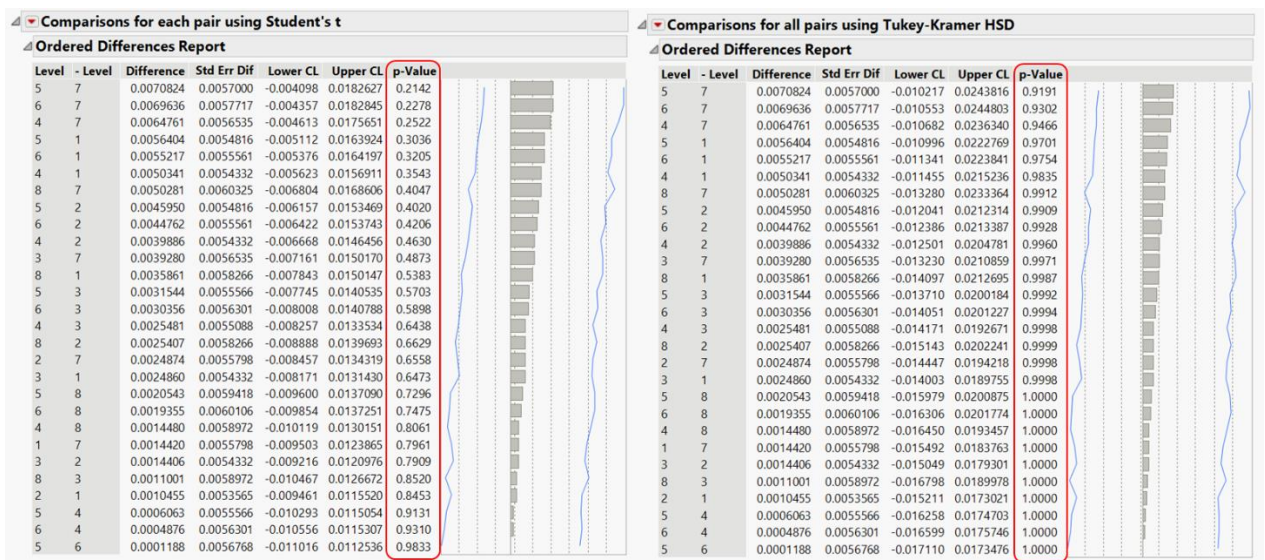 Comparisons for each pair using Student's t
Ordered Differences Report
Level - Level Difference Std Err Dif Lower CL Upper CL p-Value
5 7 0.0070824 0.0057000 -0.004098 0.0182627 0.2142
6 7 0.0069636 0.0057717 -0.004357 0.0182845 0.2278
4 7 0.0064761 0.0056535 -0.004613 0.0175651 0.2522
5 1 0.0056404 0.0054816 -0.005112 0.0163924 0.3036
6 1 0.0055217 0.0055561 -0.005376 0.0164197 0.3205
4 1 0.0050341 0.0054332 -0.005623 0.0156911 0.3543
8 7 0.0050281 0.0060325 -0.006804 0.0168606 0.4047
5 2 0.0045950 0.0054816 -0.006157 0.0153469 0.4020
6 2 0.0044762 0.0055561 -0.006422 0.0153743 0.4206
4 2 0.0039886 0.0054332 -0.006668 0.0146456 0.4630
3 7 0.0039280 0.0056535 -0.007161 0.0150170 0.4873
8 1 0.0035861 0.0058266 -0.007843 0.0150147 0.5383
5 3 0.0031544 0.0055566 -0.007745 0.0140535 0.5703
6 3 0.0030356 0.0056301 -0.008008 0.0140788 0.5898
4 3 0.0025481 0.0055088 -0.008257 0.0133534 0.6438
8 2 0.0025407 0.0058266 -0.008888 0.0139693 0.6629
2 7 0.0024874 0.0055798 -0.008457 0.0134319 0.6558
3 1 0.0024860 0.0054332 -0.008171 0.0131430 0.6473
5 8 0.0020543 0.0059418 -0.009600 0.0137090 0.7296
6 8 0.0019355 0.0060106 -0.009854 0.0137251 0.7475
4 8 0.0014480 0.0058972 -0.010119 0.0130151 0.8061
1 7 0.0014420 0.0055798 -0.009503 0.0123865 0.7961
3 2 0.0014406 0.0054332 -0.009216 0.0120976 0.7909
8 3 0.0011001 0.0058972 -0.010467 0.0126672 0.8520
2 1 0.0010455 0.0053565 -0.009461 0.0115520 0.8453
5 4 0.0006063 0.0055566 -0.010293 0.0115054 0.9131
6 4 0.0004876 0.0056301 -0.010556 0.0115307 0.9310
5 6 0.0001188 0.0056768 -0.011016 0.0112536 0.9833
Comparisons for all pairs using Tukey-Kramer HSD
Ordered Differences Report
Level - Level Difference Std Err Dif Lower CL Upper CL p-Value
5 7 0.0070824 0.0057000 -0.010217 0.0243816 0.9191
6 7 0.0069636 0.0057717 -0.010553 0.0244803 0.9302
4 7 0.0064761 0.0056535 -0.010682 0.0236340 0.9466
5 1 0.0056404 0.0054816 -0.010996 0.0222769 0.9701
6 1 0.0055217 0.0055561 -0.011341 0.0223841 0.9754
4 1 0.0050341 0.0054332 -0.011455 0.0215236 0.9835
8 7 0.0050281 0.0060325 -0.013280 0.0233364 0.9912
5 2 0.0045950 0.0054816 -0.012041 0.0212314 0.9909
6 2 0.0044762 0.0055561 -0.012386 0.0213387 0.9928
4 2 0.0039886 0.0054332 -0.012501 0.0204781 0.9960
3 7 0.0039280 0.0056535 -0.013230 0.0210859 0.9971
8 1 0.0035861 0.0058266 -0.014097 0.0212695 0.9987
5 3 0.0031544 0.0055566 -0.013710 0.0200184 0.9992
6 3 0.0030356 0.0056301 -0.014051 0.0201227 0.9994
4 3 0.0025481 0.0055088 -0.014171 0.0192671 0.9998
8 2 0.0025407 0.0058266 -0.015143 0.0202241 0.9999
2 7 0.0024874 0.0055798 -0.014447 0.0194218 0.9998
3 1 0.0024860 0.0054332 -0.014003 0.0189755 0.9998
5 8 0.0020543 0.0059418 -0.015979 0.0200875 1.0000
6 8 0.0019355 0.0060106 -0.016306 0.0201774 1.0000
4 8 0.0014480 0.0058972 -0.016450 0.0193457 1.0000
1 7 0.0014420 0.0055798 -0.015492 0.0183763 1.0000
3 2 0.0014406 0.0054332 -0.015049 0.0179301 1.0000
8 3 0.0011001 0.0058972 -0.016798 0.0189978 1.0000
2 1 0.0010455 0.0053565 -0.015211 0.0173021 1.0000
5 4 0.0006063 0.0055566 -0.016258 0.0174703 1.0000
6 4 0.0004876 0.0056301 -0.016599 0.0175746 1.0000
5 6 0.0001188 0.0056768 -0.017110 0.0173476 1.0000